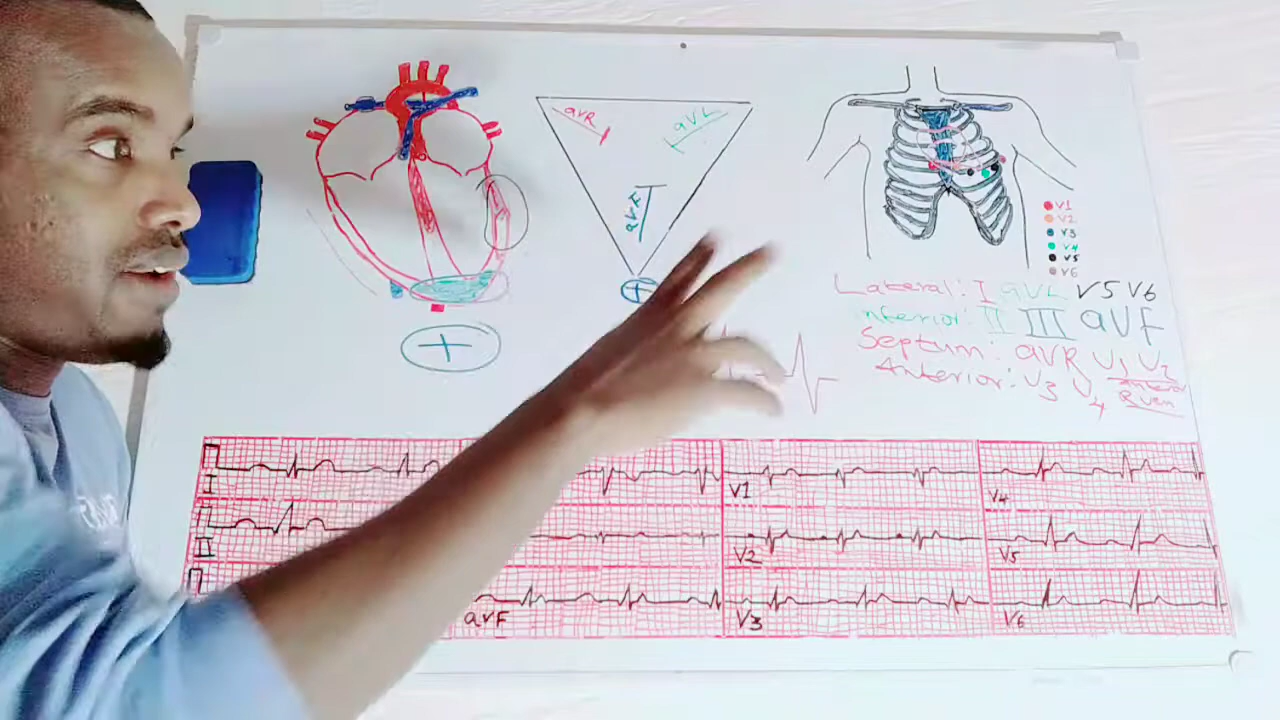 aVR
aVL
aVF
+
+
V1
V2
V3
V4
V5
V6
Lateral: I aVL V5 V6
nferior: II III aVF
Septum: aVR V1 V2
Anterior: V3 V4
I
II
aVF
V1
V2
V3
V4
V5
V6